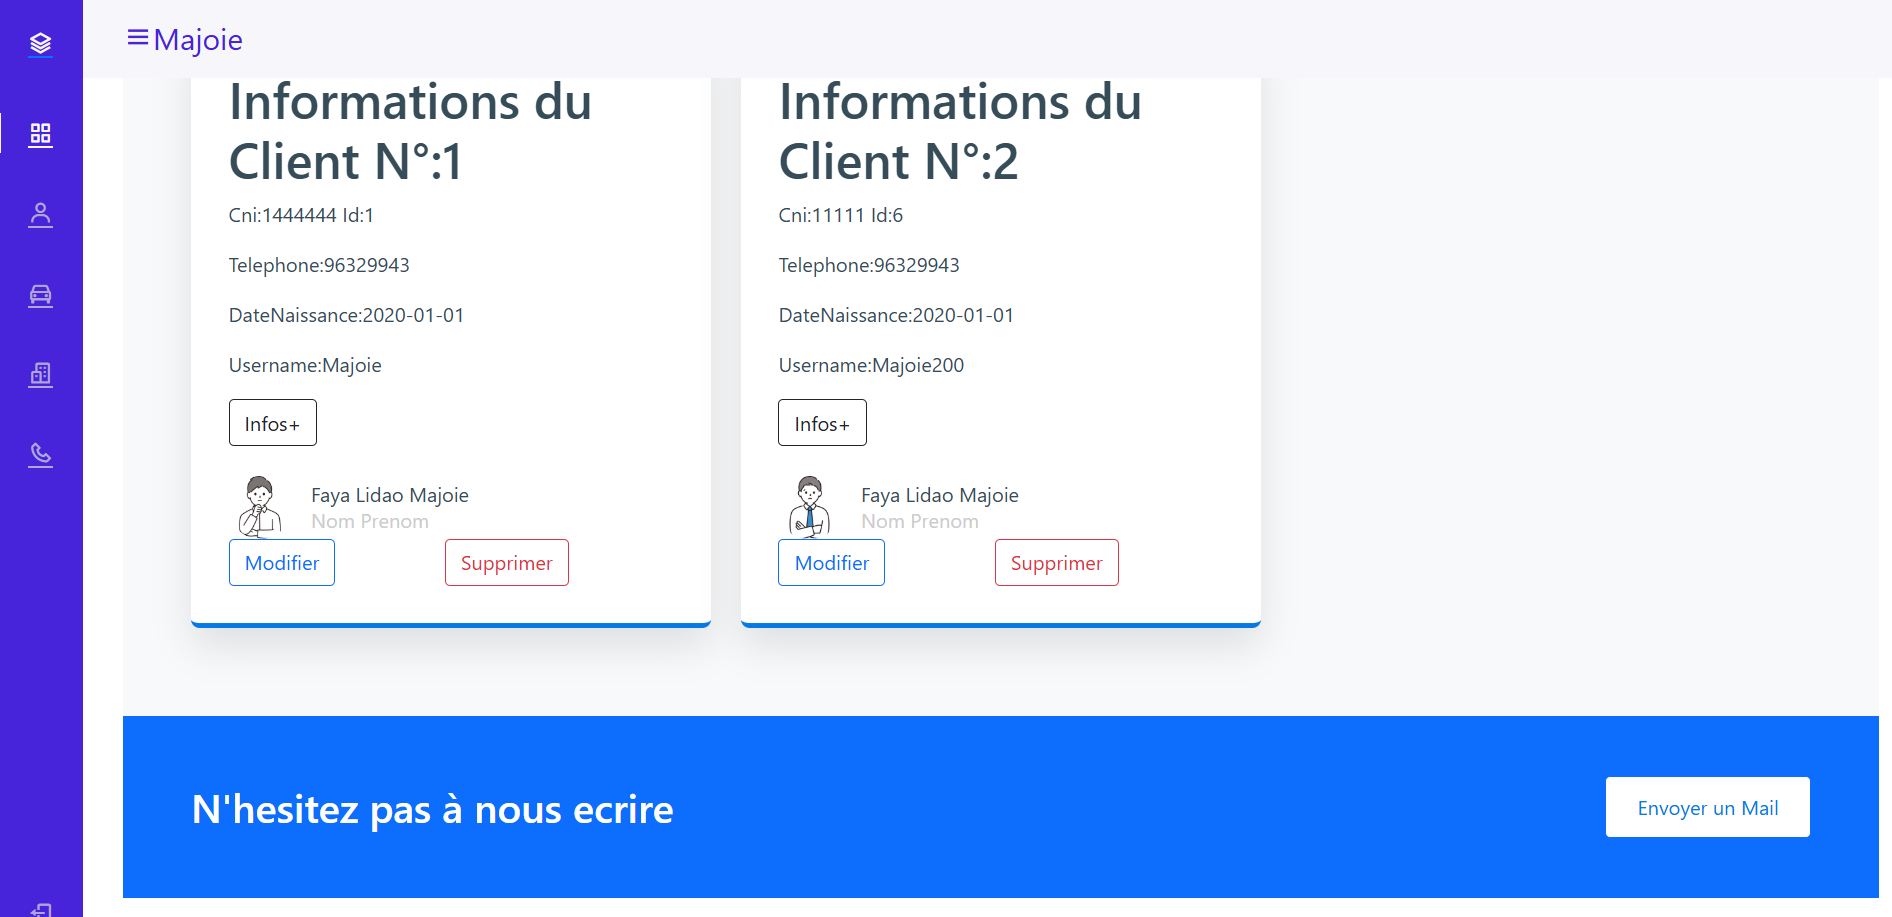 Majoie
Informations du
Client N°:1
Cni:1444444 Id:1
Telephone:96329943
DateNaissance:2020-01-01
Username:Majoie
Infos+
Faya Lidao Majoie
Nom Prenom
Modifier
Supprimer
Informations du
Client N°:2
Cni:11111 Id:6
Telephone:96329943
DateNaissance:2020-01-01
Username:Majoie200
Infos+
Faya Lidao Majoie
Nom Prenom
Modifier
Supprimer
N'hesitez pas à nous ecrire
Envoyer un Mail